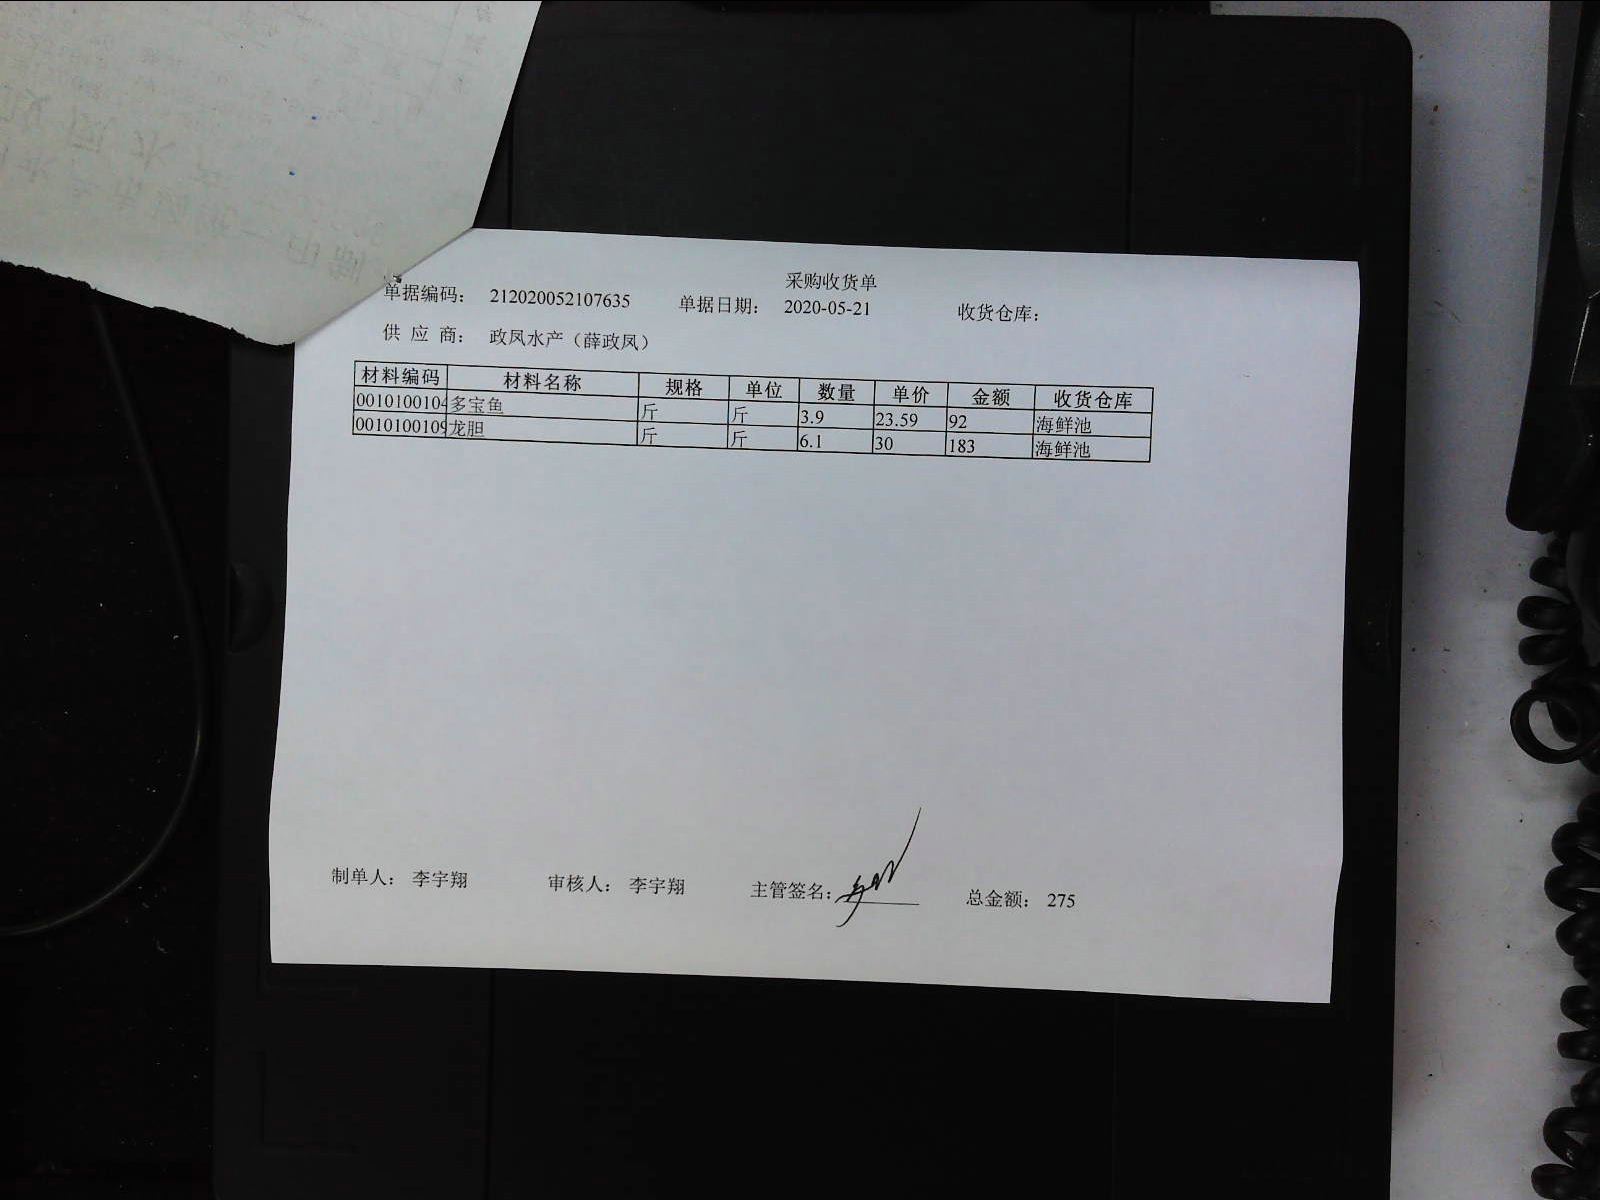 采购收货单
单据编码: 212020052107635 单据日期: 2020-05-21 收货仓库:
供 应 商: 政凤水产（薛政凤）
材料编码 材料名称 规格 单位 数量 单价 金额 收货仓库
0010100104 多宝鱼 斤 斤 3.9 23.59 92 海鲜池
0010100109 龙胆 斤 斤 6.1 30 183 海鲜池
制单人: 李宇翔 审核人: 李宇翔 主管签名: 总金额: 275